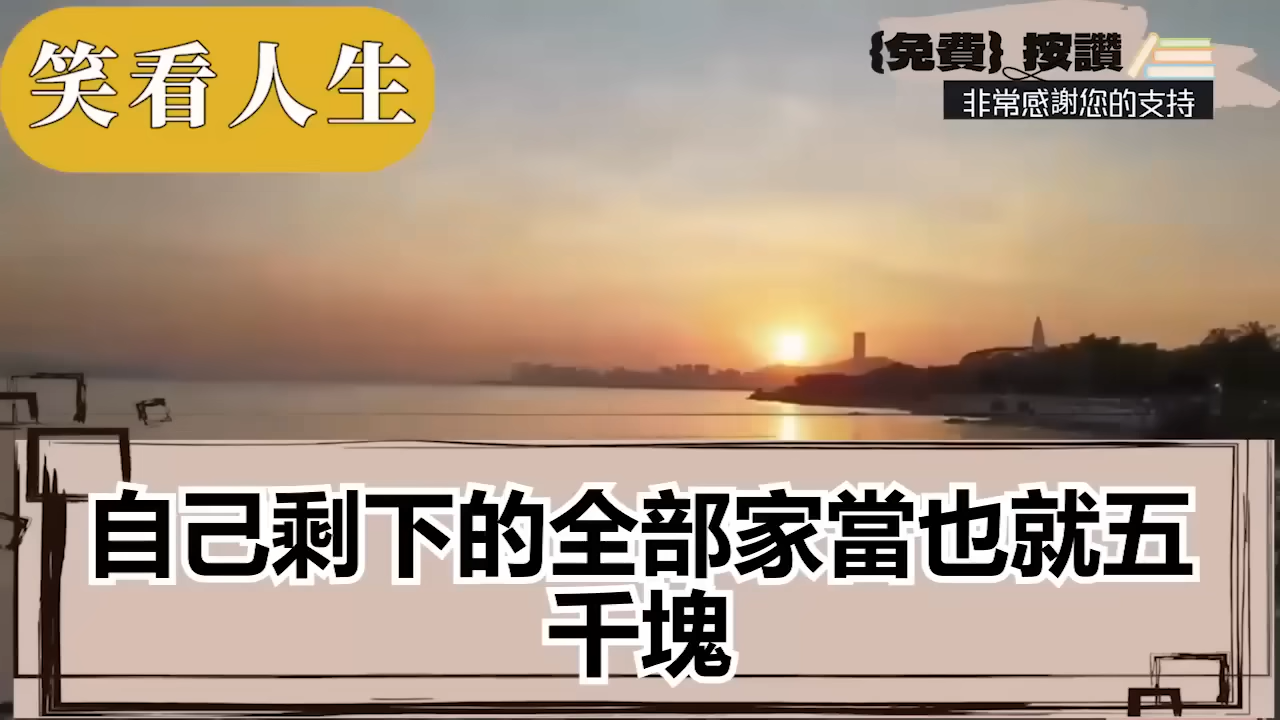 笑看人生
{免費} 按讚
非常感謝您的支持
自己剩下的全部家當也就五
千塊